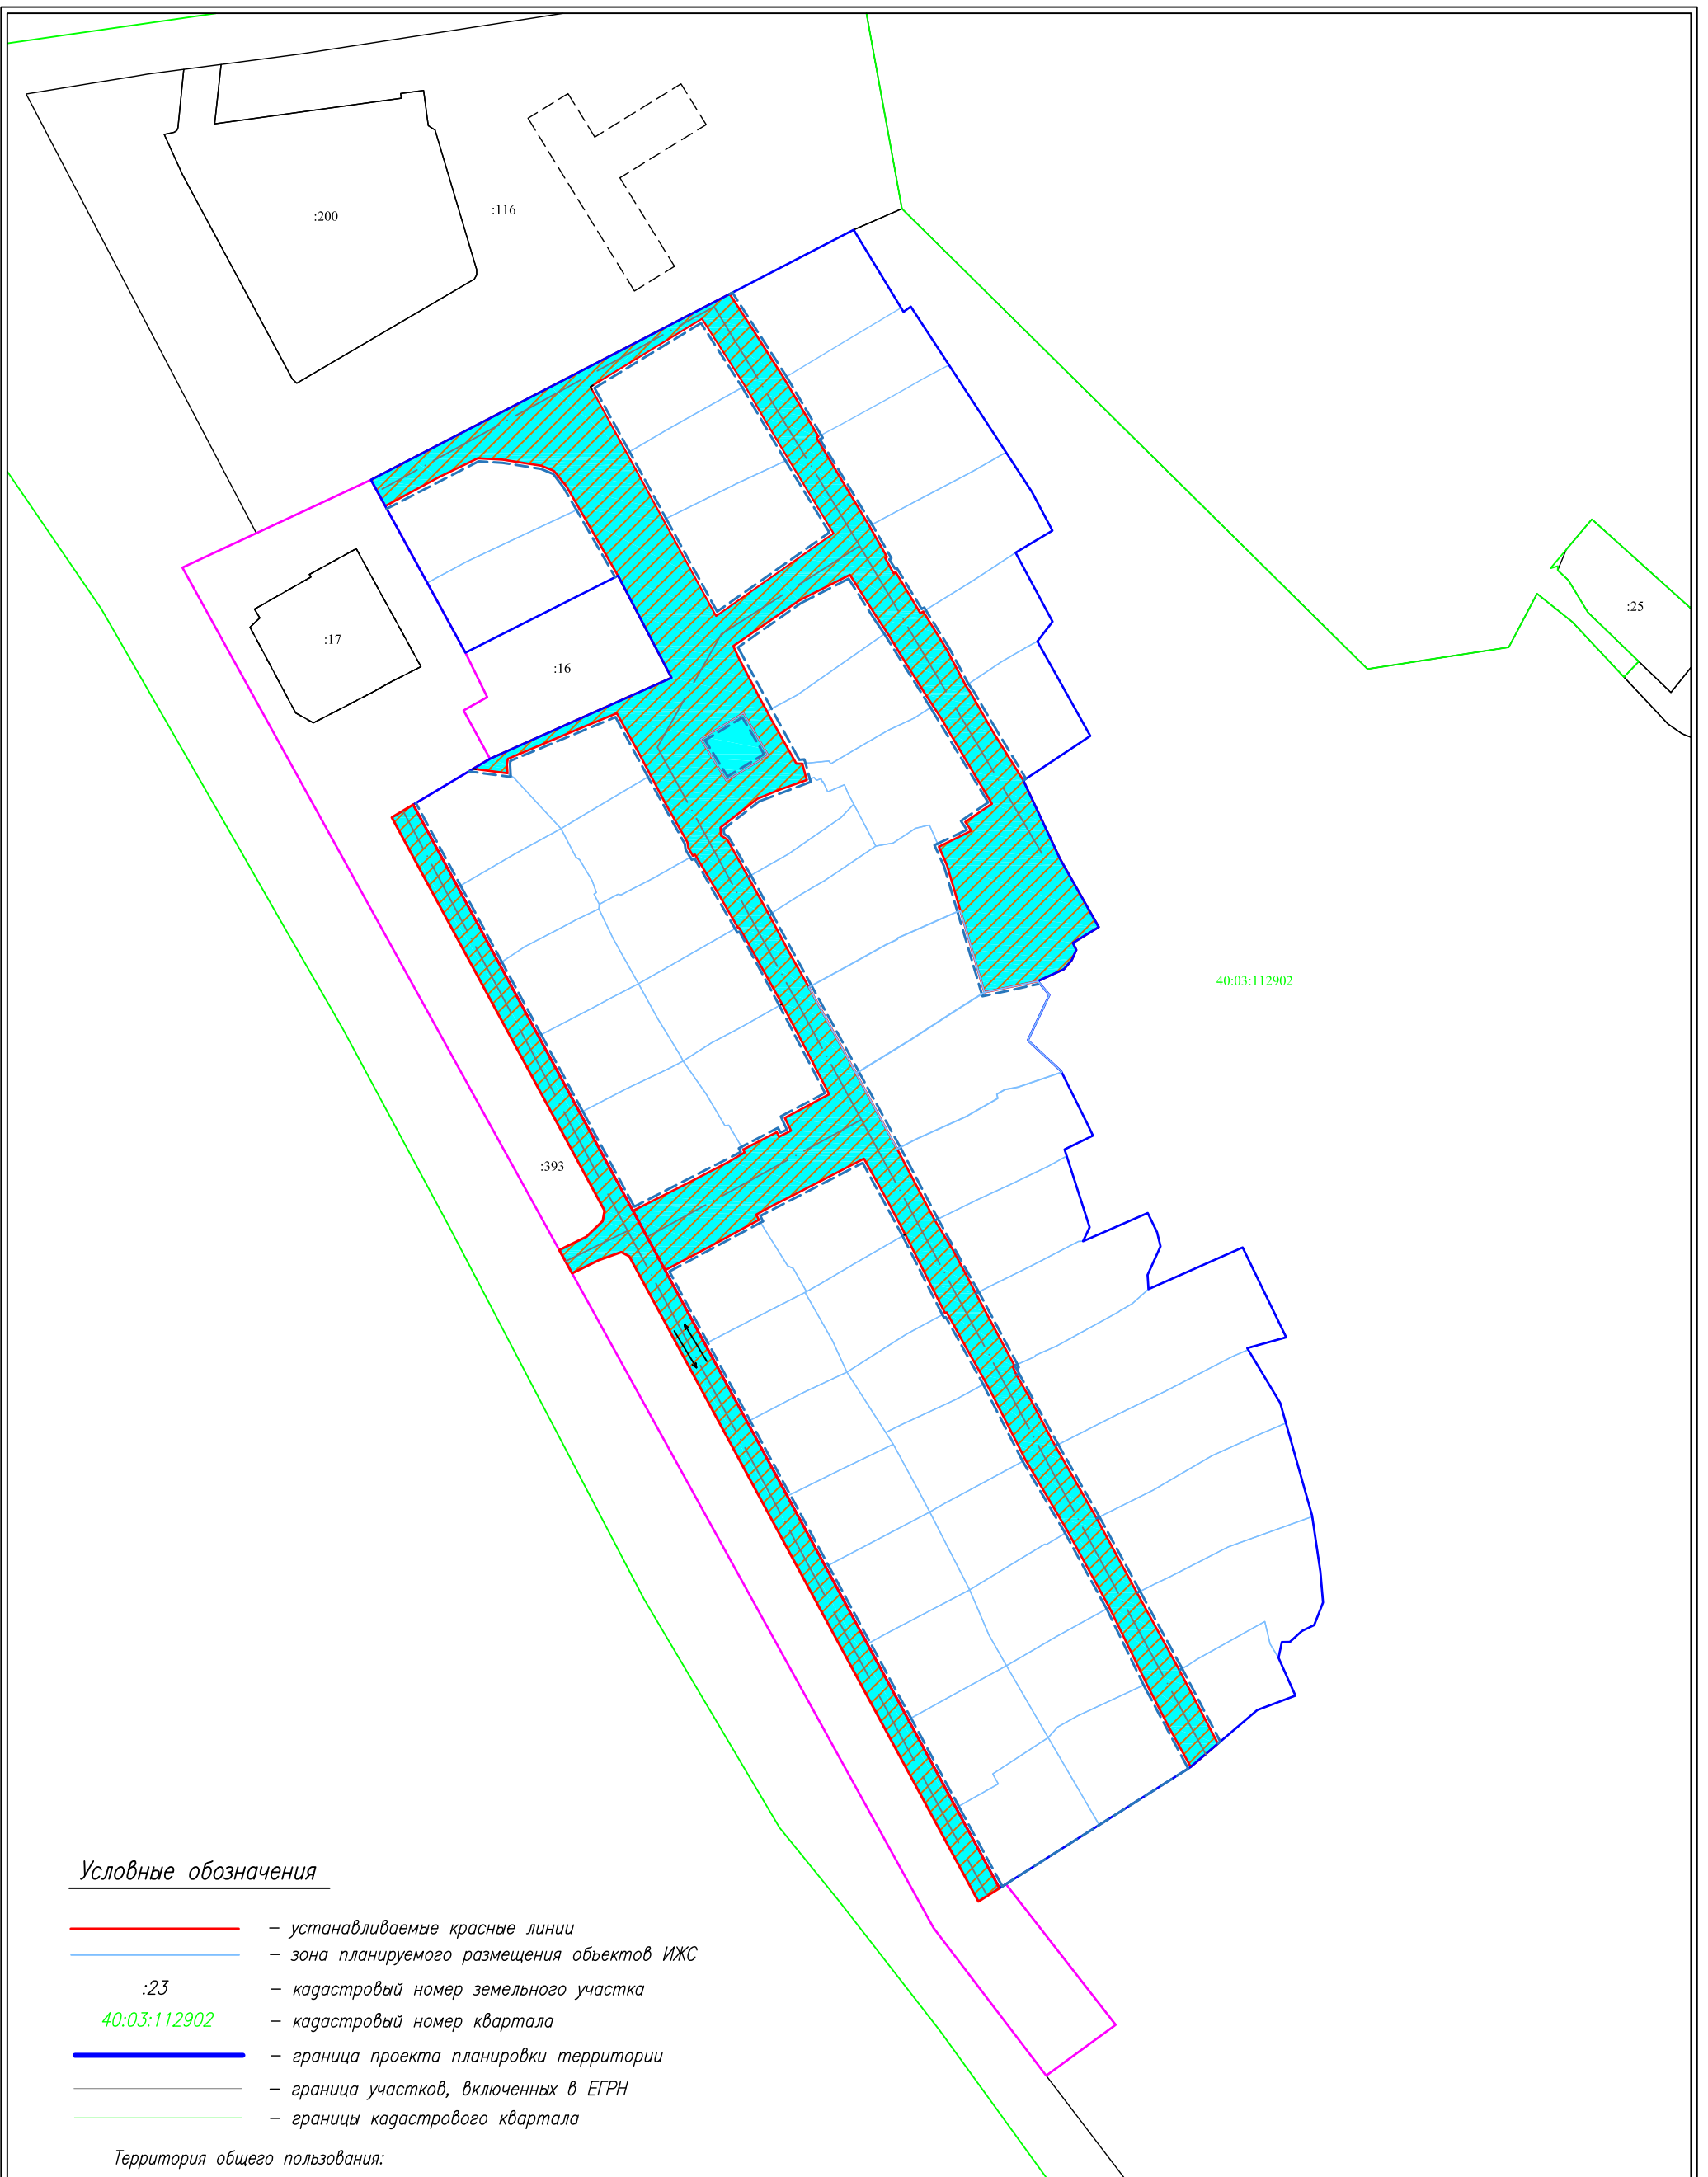 :200
:116
:17
:16
:25
40:03:112902
:393
Условные обозначения
– устанавливаемые красные линии
– зона планируемого размещения объектов ИЖС
:23 – кадастровый номер земельного участка
40:03:112902 – кадастровый номер квартала
– граница проекта планировки территории
– граница участков, включенных в ЕГРН
– границы кадастрового квартала
Территория общего пользования: